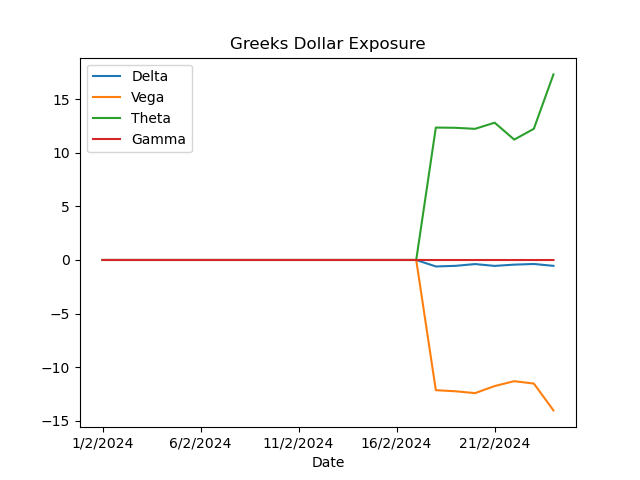 Greeks Dollar Exposure
Delta
Vega
Theta
Gamma
15
10
5
0
−5
−10
−15
1/2/2024 6/2/2024 11/2/2024 16/2/2024 21/2/2024
Date